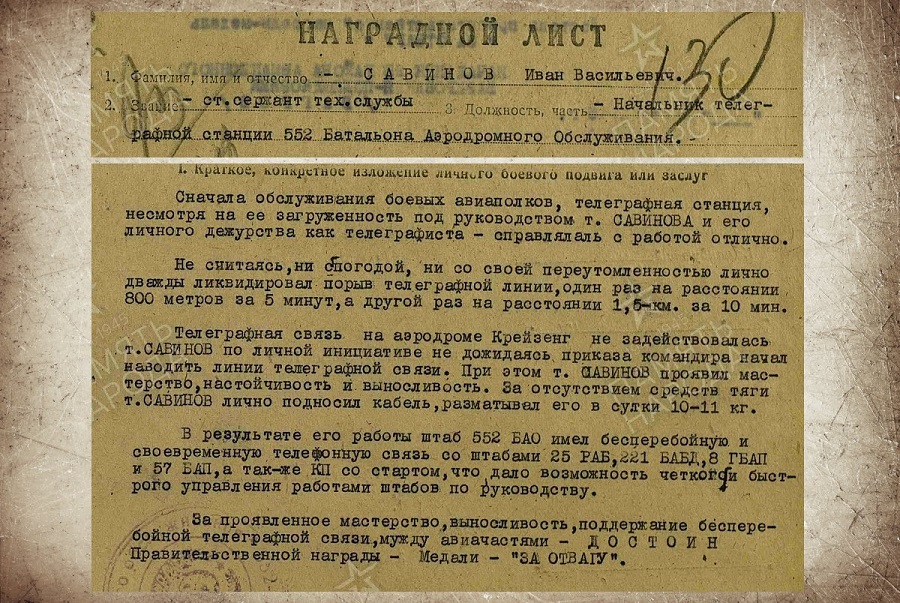 НАГРАДНОЙ ЛИСТ
130
1. Фамилия, имя и отчество - САВИНОВ Иван Васильевич.
2. Звание - ст.сержант тех.службы 3. Должность, часть - Начальник телег-
рафной станции 552 Батальона Аэродромного Обслуживания.-
1. Краткое, конкретное изложение личного боевого подвига или заслуг
Сначала обслуживания боевых авиаполков, телеграфная станция,
несмотря на ее загруженность под руководством т. САВИНОВА и его
личного дежурства как телеграфиста - справлялаль с работой отлично.
Не считаясь,ни с погодой, ни со своей переутомленностью лично
дважды ликвидировал порыв телеграфной линии,один раз на расстоянии
800 метров за 5 минут,а другой раз на расстоянии 1,5-км. за 10 мин.
Телеграфная связь на аэродроме Крейзенг не задействовалась
т.САВИНОВ по личной инициативе не дожидаясь приказа командира начал
наводить линии телеграфной связи. При этом т. САВИНОВ проявил мас-
терство,настойчивость и выносливость. За отсутствием средств тяги
т.САВИНОВ лично подносил кабель,разматывал его в сутки 10-11 кг.
В результате его работы штаб 552 БАО имел бесперебойную и
своевременную телефонную связь со штабами 25 РАБ,221 БАБД,8 ГБАП
и 57 БАП,а так-же КП со стартом,что дало возможность четкого и быст-
рого управления работами штабов по руководству.
За проявленное мастерство,выносливость,поддержание беспере-
бойной телеграфной связи,мужду авиачастями - ДОСТОИН
Правительственной награды - Медали - "ЗА ОТВАГУ".